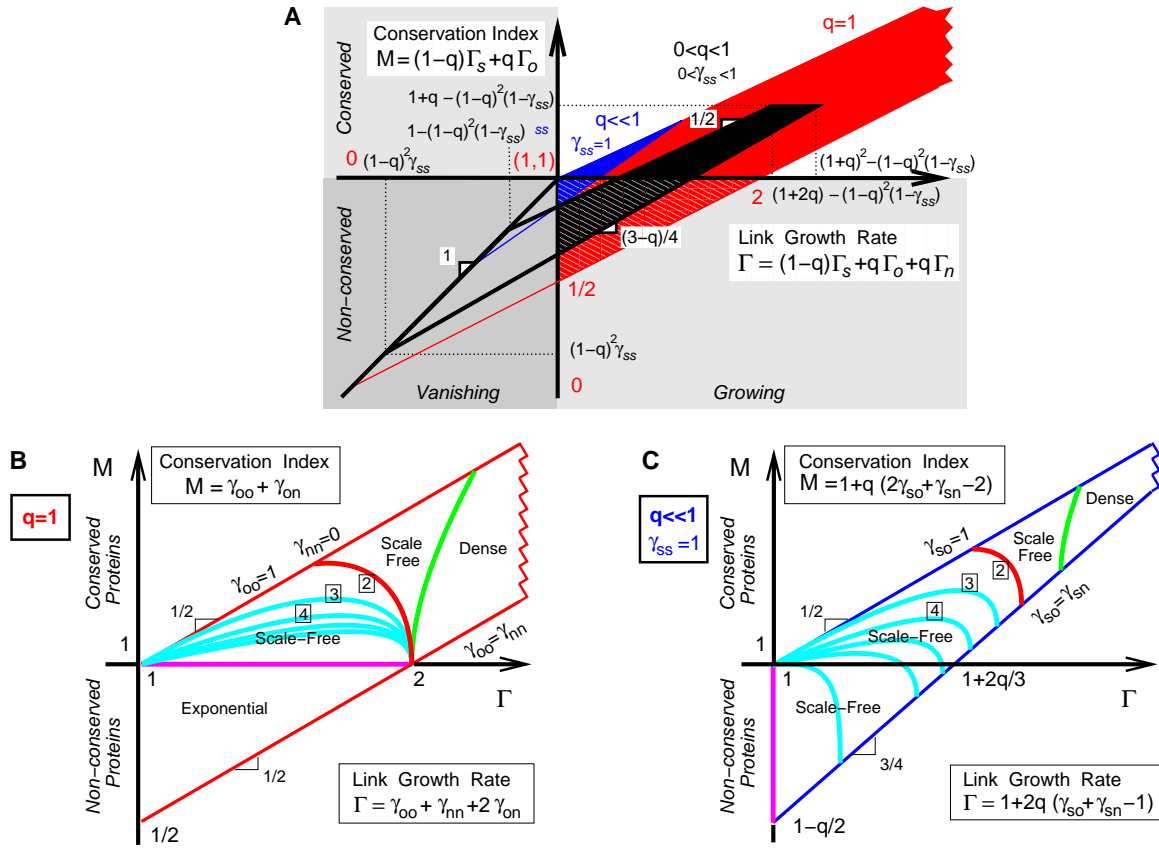 A
Conservation Index
M = (1−q)Γs + qΓo
Conserved
Non−conserved
q=1
0<q<1
0<γss<1
1+q −(1−q)²(1−γss)
1−(1−q)²(1−γss)
ss
q<<1
γss=1
1/2
0
(1−q)²γss
(1,1)
(1+q)²−(1−q)²(1−γss)
2
(1+2q) −(1−q)²(1−γss)
(3−q)/4
1
Link Growth Rate
Γ = (1−q)Γs + qΓo + qΓn
1/2
(1−q)²γss
0
Vanishing
Growing
B
M
Conservation Index
M = γoo + γon
q=1
Conserved
Proteins
Non−conserved
Proteins
γnn=0
γoo=1
Scale
Free
Dense
2
3
4
1/2
Scale−Free
γoo=γnn
1
1
2
Γ
Exponential
1/2
Link Growth Rate
Γ = γoo + γnn + 2 γon
1/2
C
M
Conservation Index
M = 1+q (2γso + γsn −2)
q<<1
γss =1
Conserved
Proteins
Non−conserved
Proteins
γso=1
Scale
Free
Dense
2
3
4
1/2
Scale−Free
γso=γsn
1
1
1+2q/3
Γ
Scale−Free
3/4
Link Growth Rate
Γ = 1+2q (γso + γsn −1)
1−q/2